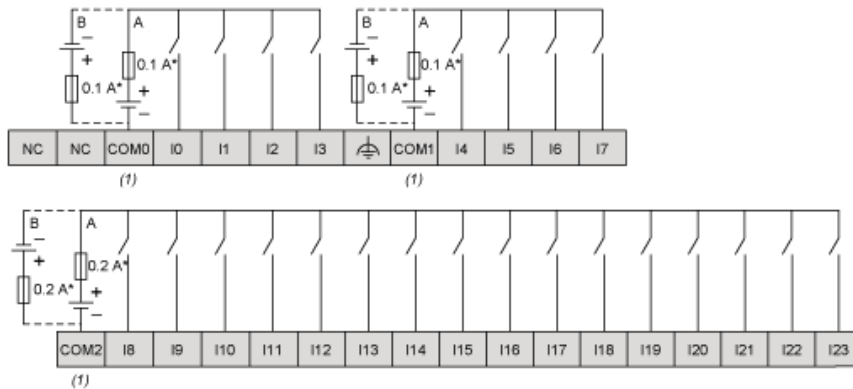 B A B A
0.1 A* 0.1 A* 0.1 A* 0.1 A*
NC NC COM0 I0 I1 I2 I3 COM1 I4 I5 I6 I7
(1) (1)
B A
0.2 A* 0.2 A*
COM2 I8 I9 I10 I11 I12 I13 I14 I15 I16 I17 I18 I19 I20 I21 I22 I23
(1)